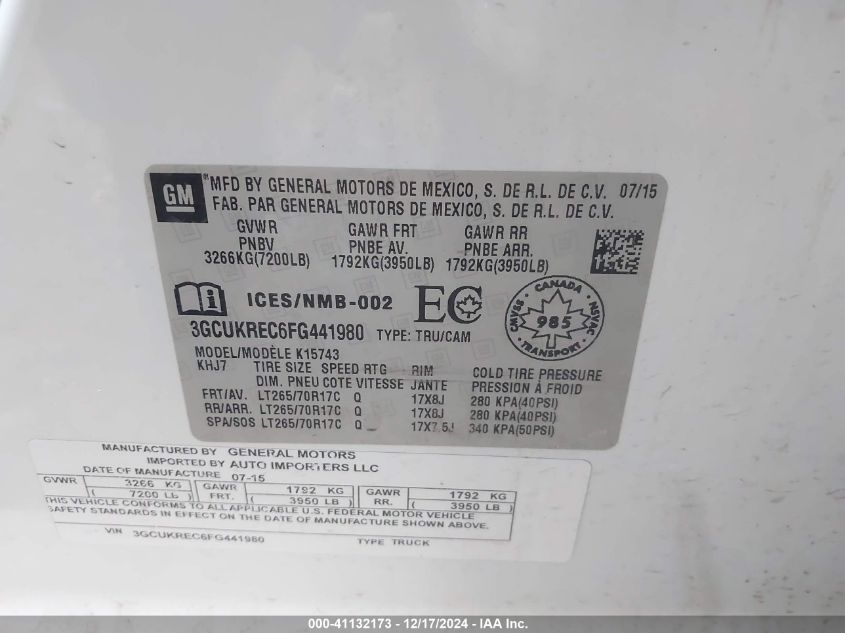 GM
MFD BY GENERAL MOTORS DE MEXICO, S. DE R.L. DE C.V. 07/15
FAB. PAR GENERAL MOTORS DE MEXICO, S. DE R.L. DE C.V.
GVWR GAWR FRT GAWR RR
PNBV PNBE AV. PNBE ARR.
3266KG(7200LB) 1792KG(3950LB) 1792KG(3950LB)
i ICES/NMB-002 EC
CANADA
CMVSS 985 NSVAC
TRANSPORT
3GCUKREC6FG441980 TYPE: TRU/CAM
MODEL/MODÈLE K15743
KHJ7 TIRE SIZE SPEED RTG RIM COLD TIRE PRESSURE
DIM. PNEU COTE VITESSE JANTE PRESSION À FROID
FRT/AV. LT265/70R17C Q 17X8J 280 KPA(40PSI)
RR/ARR. LT265/70R17C Q 17X8J 280 KPA(40PSI)
SPA/SOS LT265/70R17C Q 17X7.5J 340 KPA(50PSI)
MANUFACTURED BY GENERAL MOTORS
IMPORTED BY AUTO IMPORTERS LLC
DATE OF MANUFACTURE 07-15
GVWR 3266 KG GAWR 1792 KG GAWR 1792 KG
( 7200 LB ) FRT. ( 3950 LB ) RR. ( 3950 LB )
THIS VEHICLE CONFORMS TO ALL APPLICABLE U.S. FEDERAL MOTOR VEHICLE
SAFETY STANDARDS IN EFFECT ON THE DATE OF MANUFACTURE SHOWN ABOVE.
VIN 3GCUKREC6FG441980 TYPE TRUCK
000-41132173 - 12/17/2024 - IAA Inc.